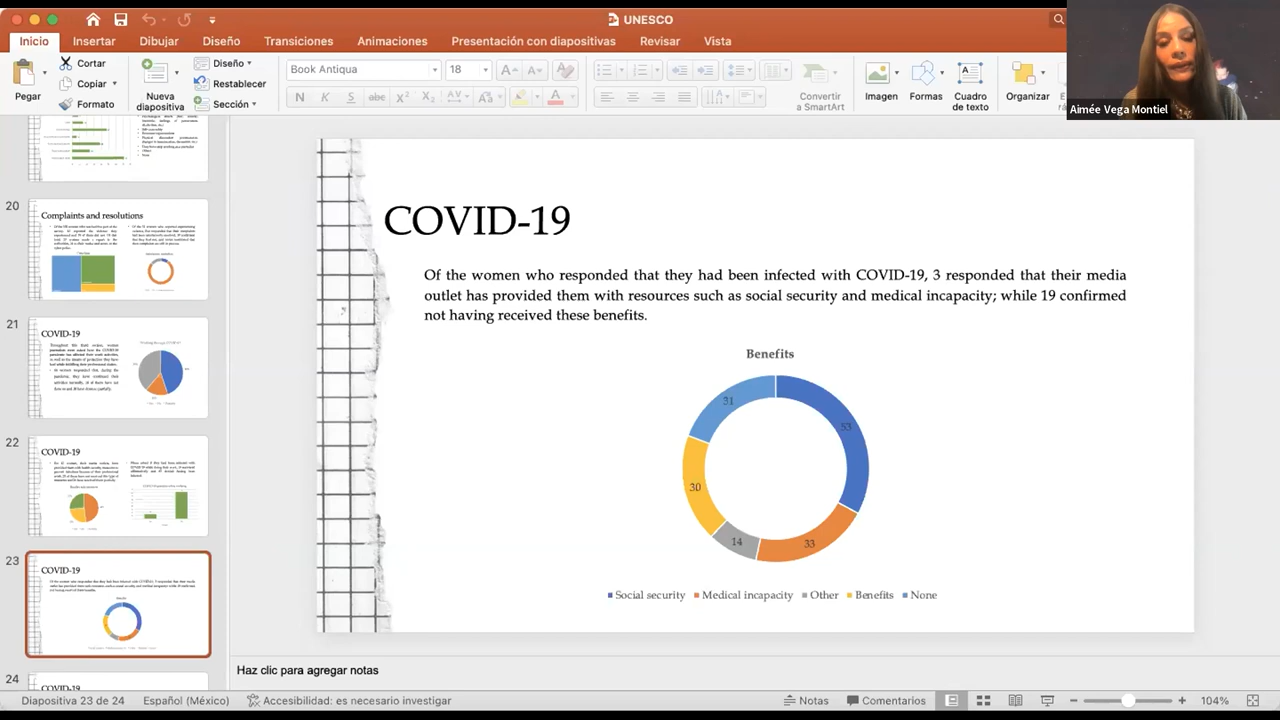 UNESCO
Inicio Insertar Dibujar Diseño Transiciones Animaciones Presentación con diapositivas Revisar Vista
Pegar
Cortar
Copiar
Formato
Nueva
diapositiva
Diseño
Restablecer
Sección
Book Antiqua 18
Convertir
a SmartArt
Imagen
Formas
Cuadro
de texto
Organizar
Aimée Vega Montiel
20
Complaints and resolutions
21
COVID-19
22
COVID-19
23
COVID-19
24
COVID-19
COVID-19
Of the women who responded that they had been infected with COVID-19, 3 responded that their media
outlet has provided them with resources such as social security and medical incapacity; while 19 confirmed
not having received these benefits.
Benefits
31
53
30
14
33
Social security Medical incapacity Other Benefits None
Haz clic para agregar notas
Diapositiva 23 de 24 Español (México) Accesibilidad: es necesario investigar Notas Comentarios 104%